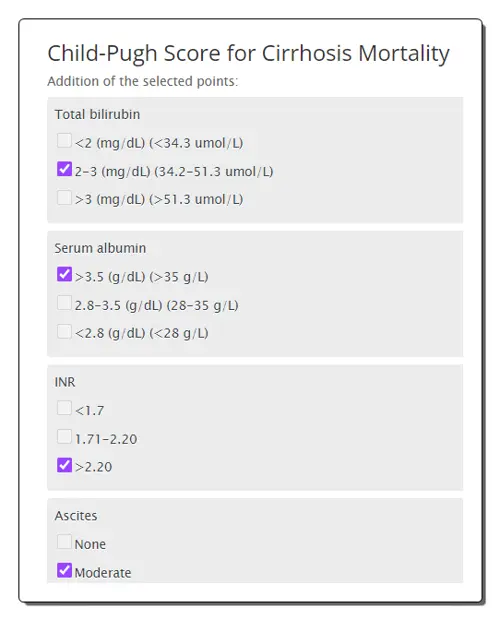 Child-Pugh Score for Cirrhosis Mortality
Addition of the selected points:
Total bilirubin
<2 (mg/dL) (<34.3 umol/L)
2-3 (mg/dL) (34.2-51.3 umol/L)
>3 (mg/dL) (>51.3 umol/L)
Serum albumin
>3.5 (g/dL) (>35 g/L)
2.8-3.5 (g/dL) (28-35 g/L)
<2.8 (g/dL) (<28 g/L)
INR
<1.7
1.71-2.20
>2.20
Ascites
None
Moderate